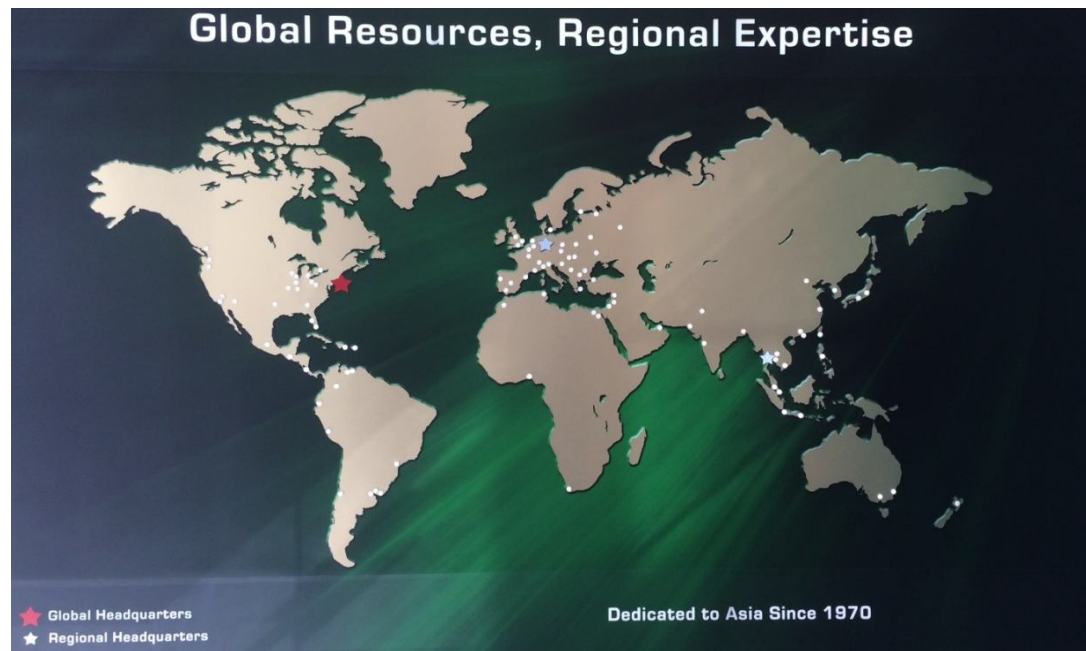 Global Resources, Regional Expertise
Global Headquarters
Regional Headquarters
Dedicated to Asia Since 1970